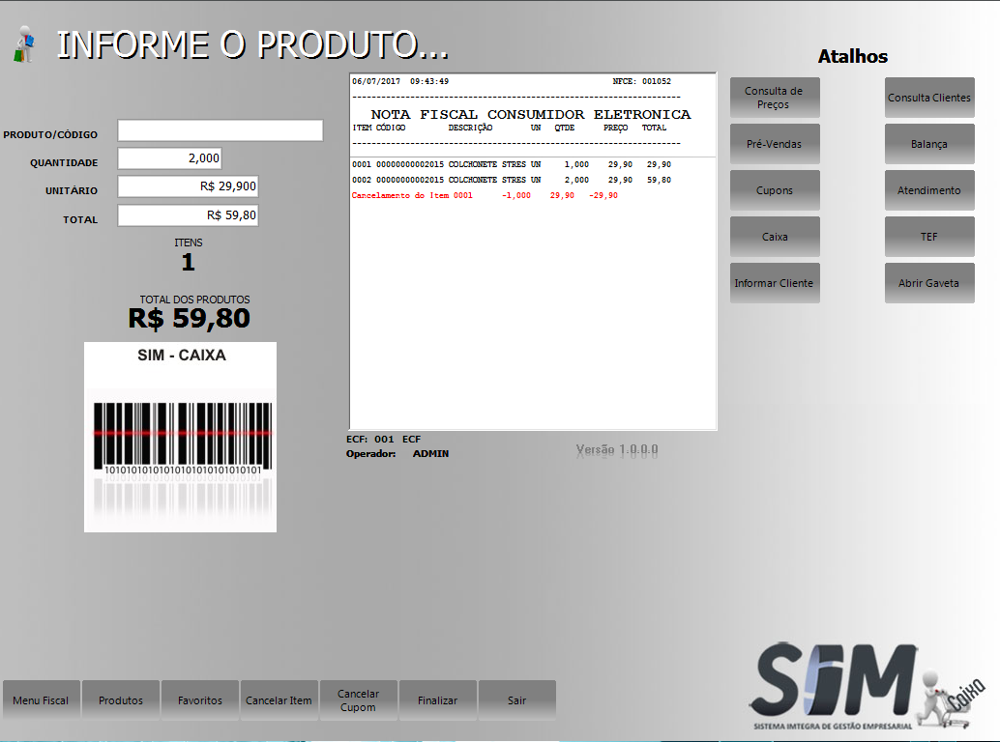 INFORME O PRODUTO...
Atalhos
PRODUTO/CÓDIGO
QUANTIDADE 2,000
UNITÁRIO R$ 29,900
TOTAL R$ 59,80
ITENS
1
TOTAL DOS PRODUTOS
R$ 59,80
SIM - CAIXA
101010101010101010101010101010101
06/07/2017 09:43:49 NFCE: 001052
NOTA FISCAL CONSUMIDOR ELETRONICA
ITEM CÓDIGO DESCRIÇÃO UN QTDE PREÇO TOTAL
0001 00000000002015 COLCHONETE STRES UN 1,000 29,90 29,90
0002 00000000002015 COLCHONETE STRES UN 2,000 29,90 59,80
Cancelamento do Item 0001 -1,000 29,90 -29,90
ECF: 001 ECF
Operador: ADMIN
Versão 1.0.0.0
Consulta de
Preços
Consulta Clientes
Pré-Vendas
Balança
Cupons
Atendimento
Caixa
TEF
Informar Cliente
Abrir Gaveta
Menu Fiscal
Produtos
Favoritos
Cancelar Item
Cancelar
Cupom
Finalizar
Sair
SIM
Caixa
SISTEMA IMTEGRA DE GESTÃO EMPRESARIAL